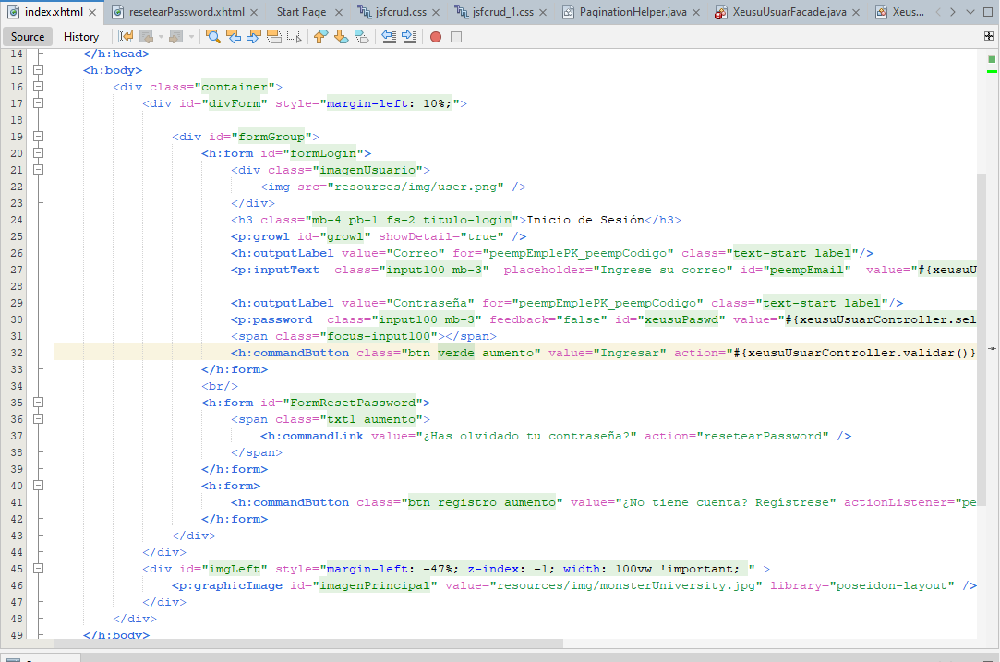 index.xhtml resetearPassword.xhtml Start Page jsfcrud.css jsfcrud_1.css PaginationHelper.java XeusuUsuarFacade.java Xeus...
Source History
14 </h:head>
15 <h:body>
16 <div class="container">
17 <div id="divForm" style="margin-left: 10%;">
18
19 <div id="formGroup">
20 <h:form id="formLogin">
21 <div class="imagenUsuario">
22 <img src="resources/img/user.png" />
23 </div>
24 <h3 class="mb-4 pb-1 fs-2 titulo-login">Inicio de Sesión</h3>
25 <p:growl id="growl" showDetail="true" />
26 <h:outputLabel value="Correo" for="peempEmplePK_peempCodigo" class="text-start label"/>
27 <p:inputText  class="input100 mb-3"  placeholder="Ingrese su correo" id="peempEmail"  value="#{xeusuU
28
29 <h:outputLabel value="Contraseña" for="peempEmplePK_peempCodigo" class="text-start label"/>
30 <p:password  class="input100 mb-3" feedback="false" id="xeusuPaswd" value="#{xeusuUsuarController.sel
31 <span class="focus-input100"></span>
32 <h:commandButton class="btn verde aumento" value="Ingresar" action="#{xeusuUsuarController.validar()}
33 </h:form>
34 <br/>
35 <h:form id="FormResetPassword">
36 <span class="txt1 aumento">
37 <h:commandLink value="¿Has olvidado tu contraseña?" action="resetearPassword" />
38 </span>
39 </h:form>
40 <h:form>
41 <h:commandButton class="btn registro aumento" value="¿No tiene cuenta? Regístrese" actionListener="pe
42 </h:form>
43 </div>
44 </div>
45 <div id="imgLeft" style="margin-left: -47%; z-index: -1; width: 100vw !important; " >
46 <p:graphicImage id="imagenPrincipal" value="resources/img/monsterUniversity.jpg" library="poseidon-layout" />
47 </div>
48 </div>
49 </h:body>